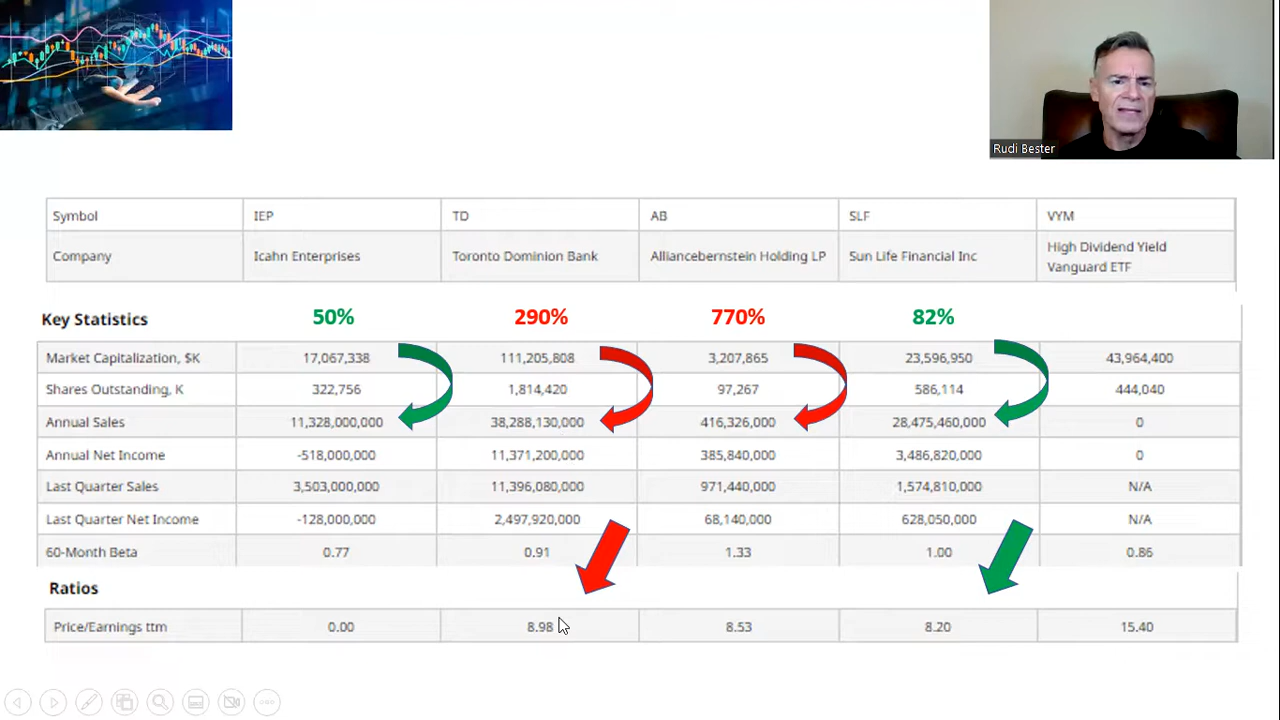 Rudi Bester
Symbol IEP TD AB SLF VYM
Company Icahn Enterprises Toronto Dominion Bank Alliancebernstein Holding LP Sun Life Financial Inc High Dividend Yield
Vanguard ETF
Key Statistics 50% 290% 770% 82%
Market Capitalization, $K 17,067,338 111,205,808 3,207,865 23,596,950 43,964,400
Shares Outstanding, K 322,756 1,814,420 97,267 586,114 444,040
Annual Sales 11,328,000,000 38,288,130,000 416,326,000 28,475,460,000 0
Annual Net Income -518,000,000 11,371,200,000 385,840,000 3,486,820,000 0
Last Quarter Sales 3,503,000,000 11,396,080,000 971,440,000 1,574,810,000 N/A
Last Quarter Net Income -128,000,000 2,497,920,000 68,140,000 628,050,000 N/A
60-Month Beta 0.77 0.91 1.33 1.00 0.86
Ratios
Price/Earnings ttm 0.00 8.98 8.53 8.20 15.40